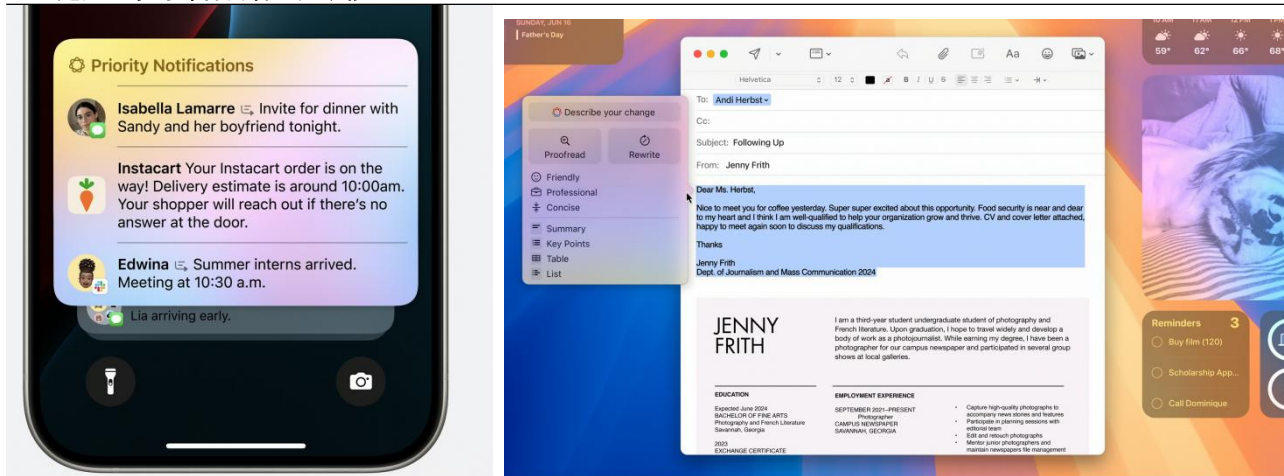 Priority Notifications
Isabella Lamarre Invite for dinner with
Sandy and her boyfriend tonight.
Instacart Your Instacart order is on the
way! Delivery estimate is around 10:00am.
Your shopper will reach out if there's no
answer at the door.
Edwina Summer interns arrived.
Meeting at 10:30 a.m.
Lia arriving early.
SUNDAY, JUN 16
Father's Day
Describe your change
Proofread Rewrite
Friendly
Professional
Concise
Summary
Key Points
Table
List
Aa
Helvetica 12 B I U S
To: Andi Herbst
Cc:
Subject: Following Up
From: Jenny Frith
Dear Ms. Herbst,
Nice to meet you for coffee yesterday. Super super excited about this opportunity. Food security is near and dear
to my heart and I think I am well-qualified to help your organization grow and thrive. CV and cover letter attached,
happy to meet again soon to discuss my qualifications.
Thanks
Jenny Frith
Dept. of Journalism and Mass Communication 2024
JENNY
FRITH
I am a third-year student undergraduate student of photography and
French literature. Upon graduation, I hope to travel widely and develop a
body of work as a photojournalist. While earning my degree, I have been a
photographer for our campus newspaper and participated in several group
shows at local galleries.
EDUCATION
Expected June 2024
BACHELOR OF FINE ARTS
Photography and French Literature
Savannah, Georgia
2023
EXCHANGE CERTIFICATE
EMPLOYMENT EXPERIENCE
SEPTEMBER 2021–PRESENT
Photographer
CAMPUS NEWSPAPER
SAVANNAH, GEORGIA
• Capture high-quality photographs to
accompany news stories and features
• Participate in planning sessions with
editorial team
• Edit and retouch photographs
• Mentor junior photographers and
maintain newspapers file management
10 AM 11 AM 12 PM
59° 62° 66° 68°
Reminders 3
Buy film (120)
Scholarship App...
Call Dominique